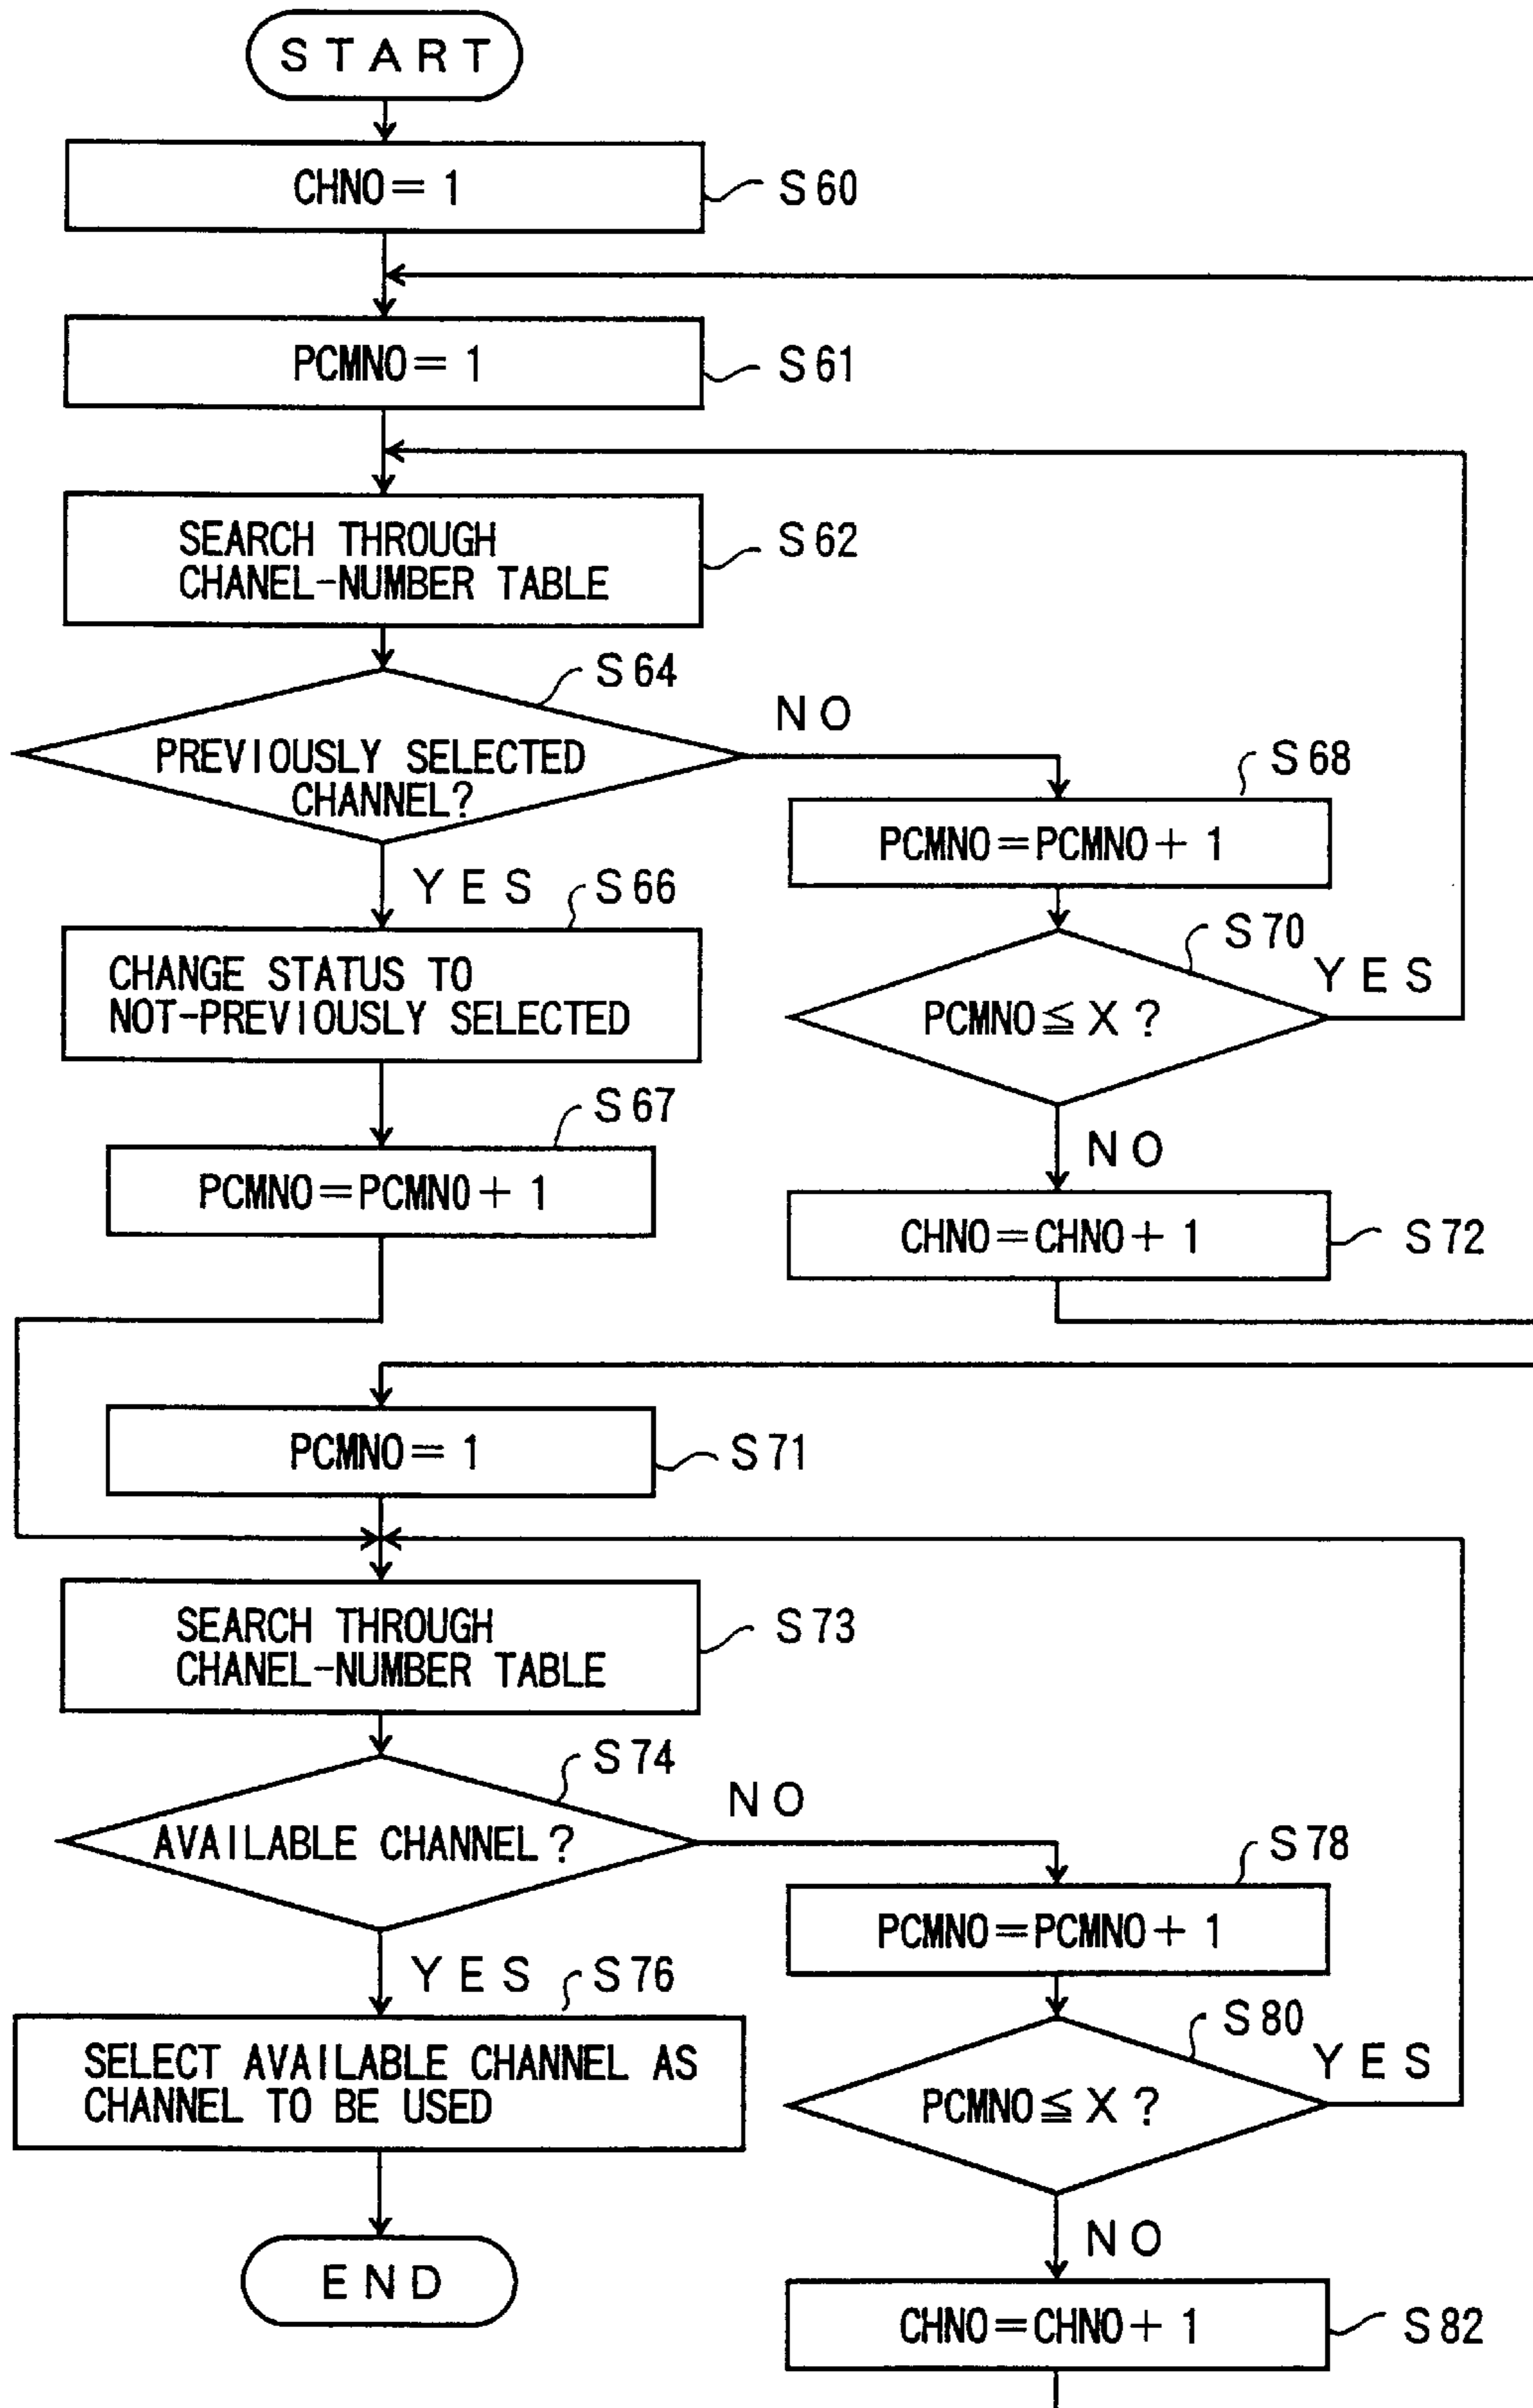 START
CHNO = 1
S60
PCMNO = 1
S61
SEARCH THROUGH
CHANEL-NUMBER TABLE
S62
S64
PREVIOUSLY SELECTED
CHANNEL?
NO
YES
S68
PCMNO = PCMNO + 1
S66
CHANGE STATUS TO
NOT-PREVIOUSLY SELECTED
S70
PCMNO ≦ X ?
YES
NO
S67
PCMNO = PCMNO + 1
CHNO = CHNO + 1
S72
PCMNO = 1
S71
SEARCH THROUGH
CHANEL-NUMBER TABLE
S73
S74
AVAILABLE CHANNEL ?
NO
YES
S78
PCMNO = PCMNO + 1
S76
SELECT AVAILABLE CHANNEL AS
CHANNEL TO BE USED
S80
PCMNO ≦ X ?
YES
NO
END
CHNO = CHNO + 1
S82